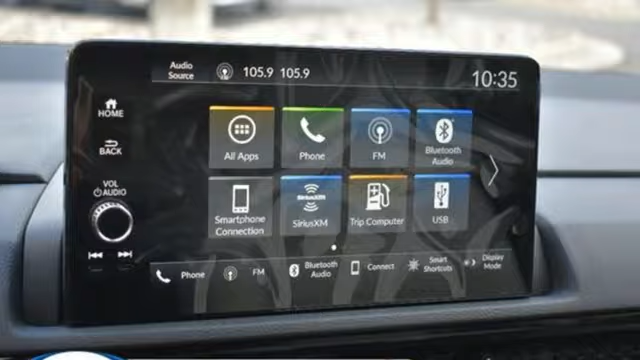 Audio
Source
105.9 105.9
10:35
HOME
BACK
VOL
AUDIO
All Apps
Phone
FM
Bluetooth
Audio
Smartphone
Connection
SiriusXM
SiriusXM
Trip Computer
USB
Phone
FM
Bluetooth
Audio
Connect
Smart
Shortcuts
Display
Mode